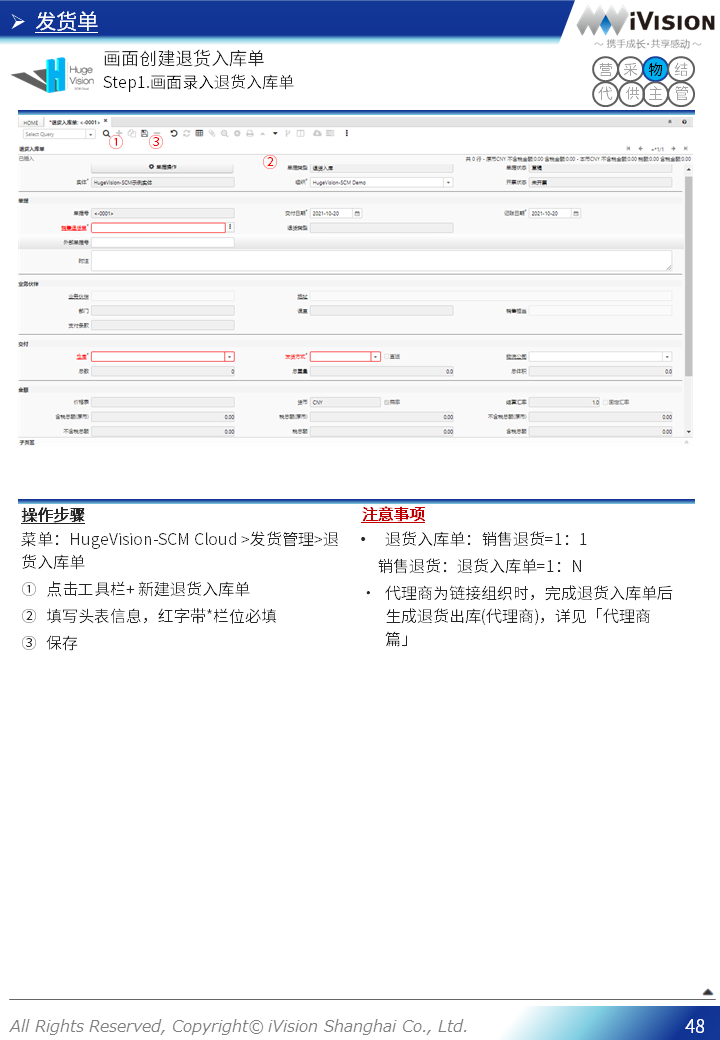 发货单
iVision
～ 携手成长·共享感动 ～
画面创建退货入库单
Step1.画面录入退货入库单
Huge Vision
营 采 物 结
代 供 主 管
HOME *退货入库单: <-0001> ×
Select Query
① ③
退货入库单 *1/1
已插入 ② 共 0 行 - 原币CNY 不含税金额:0.00 含税金额:0.00 - 本币CNY 不含税金额:0.00 税额:0.00 含税金额:0.00
单据操作 单据类型* 退货入库 单据状态 草稿
实体* HugeVision-SCM示例实体 组织* HugeVision-SCM Demo 开票状态 未开票
单据
单据号 <-0001> 交付日期* 2021-10-20 记账日期* 2021-10-20
销售退货单* 退货类型
外部单据号
附注
业务伙伴
业务伙伴 地址
部门 速查 销售担当
支付条款
交付
仓库* 发货方式* 直送 物流公司
总数 0 总重量 0.0 总体积 0.0
金额
价格表 货币 CNY 税率 结算汇率 1.0 固定汇率
含税总额(原币) 0.00 税总额(原币) 0.00 不含税总额(原币) 0.00
不含税总额 0.00 税总额 0.00 含税总额 0.00
子页签
操作步骤
菜单：HugeVision-SCM Cloud >发货管理>退
货入库单
① 点击工具栏+ 新建退货入库单
② 填写头表信息，红字带*栏位必填
③ 保存
注意事项
• 退货入库单：销售退货=1：1
销售退货：退货入库单=1：N
• 代理商为链接组织时，完成退货入库单后
生成退货出库(代理商)，详见「代理商
篇」
All Rights Reserved, Copyright© iVision Shanghai Co., Ltd.
48